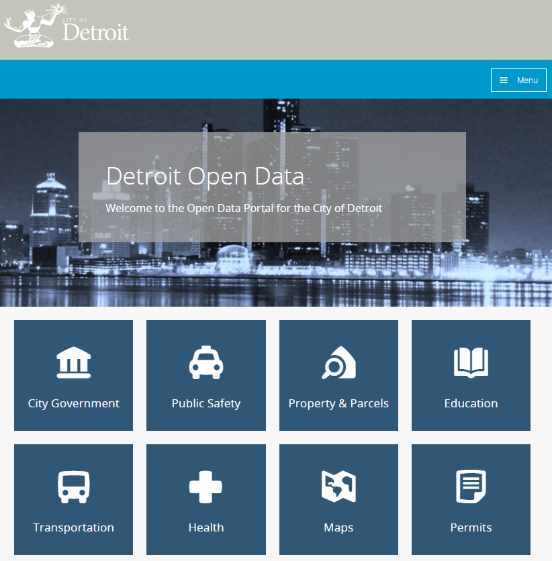 CITY OF
Detroit
Menu
Detroit Open Data
Welcome to the Open Data Portal for the City of Detroit
City Government
Public Safety
Property & Parcels
Education
Transportation
Health
Maps
Permits